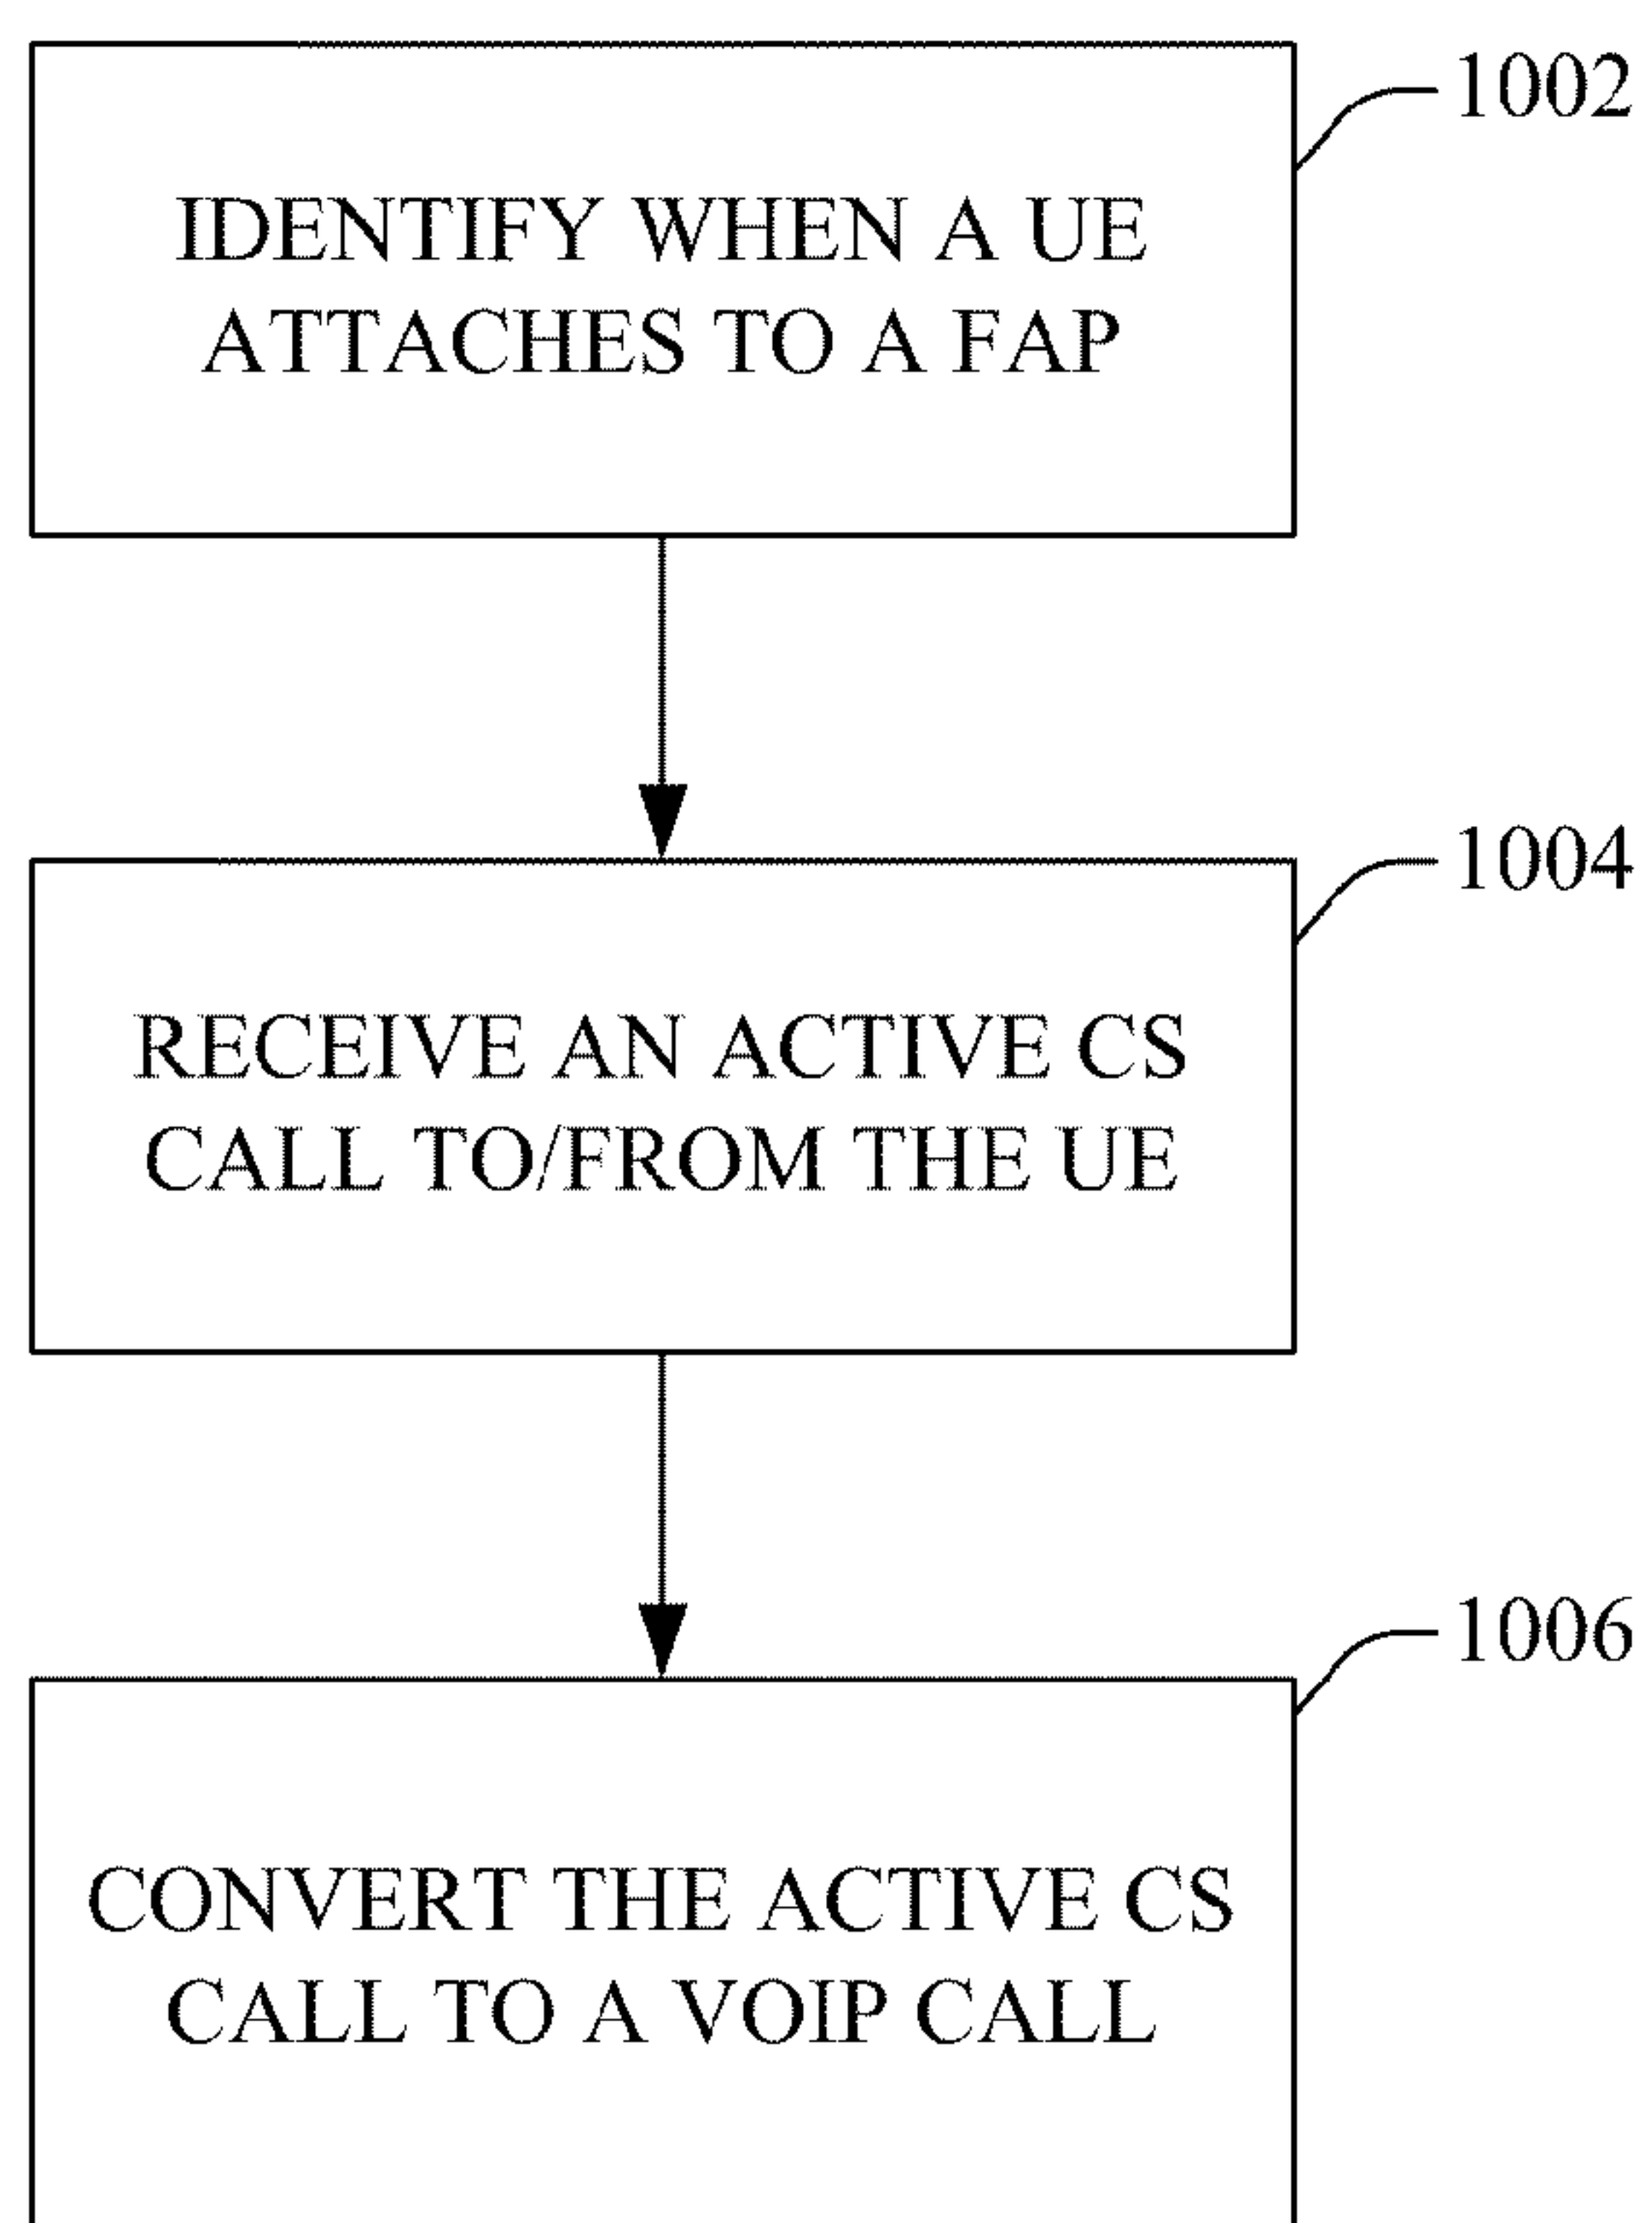 1002
IDENTIFY WHEN A UE
ATTACHES TO A FAP
1004
RECEIVE AN ACTIVE CS
CALL TO/FROM THE UE
1006
CONVERT THE ACTIVE CS
CALL TO A VOIP CALL